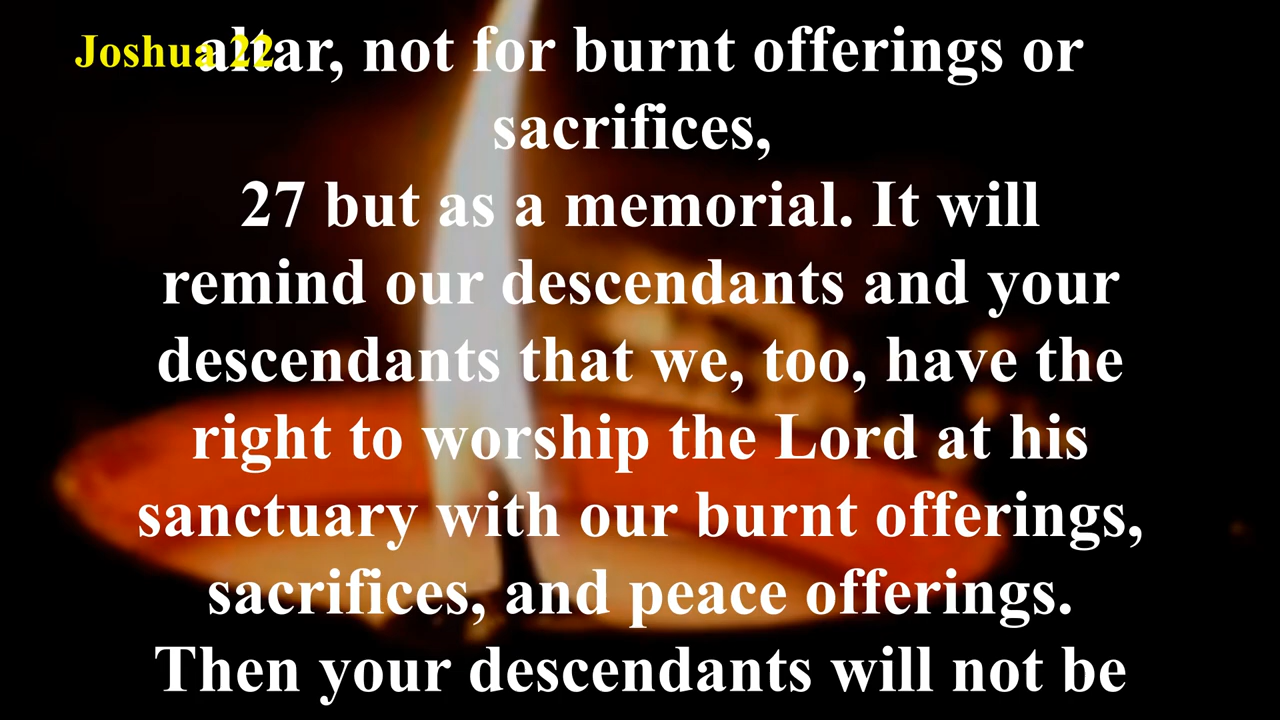 Joshua 22
altar, not for burnt offerings or
sacrifices,
27 but as a memorial. It will
remind our descendants and your
descendants that we, too, have the
right to worship the Lord at his
sanctuary with our burnt offerings,
sacrifices, and peace offerings.
Then your descendants will not be